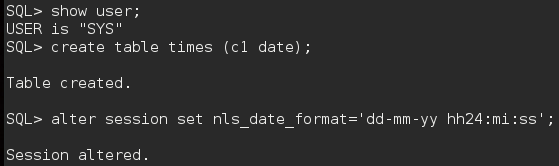 SQL> show user;
USER is "SYS"
SQL> create table times (c1 date);
Table created.
SQL> alter session set nls_date_format='dd-mm-yy hh24:mi:ss';
Session altered.